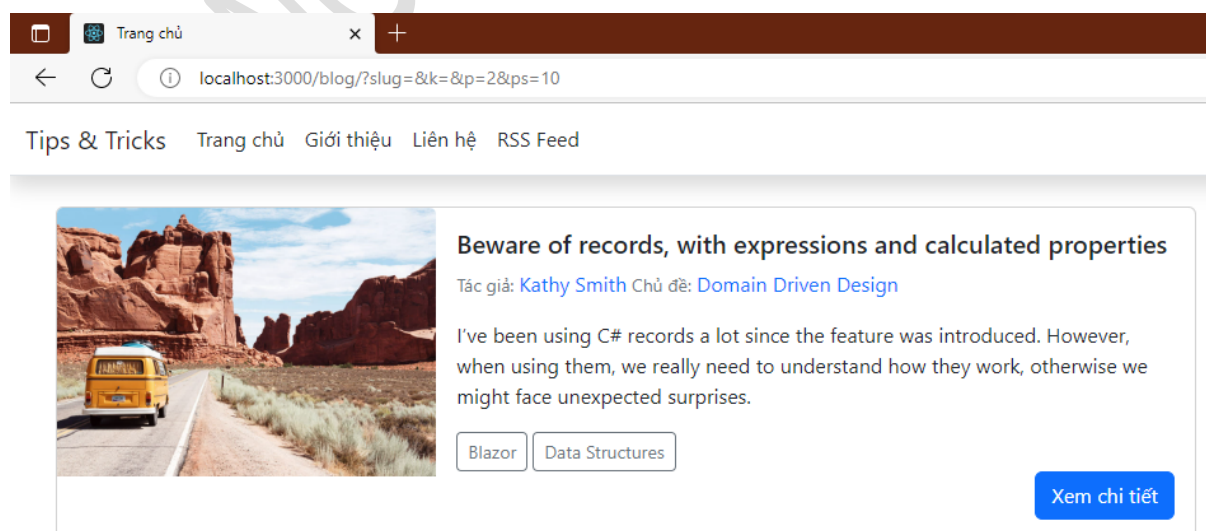 Trang chủ
localhost:3000/blog/?slug=&k=&p=2&ps=10
Tips & Tricks Trang chủ Giới thiệu Liên hệ RSS Feed
Beware of records, with expressions and calculated properties
Tác giả: Kathy Smith Chủ đề: Domain Driven Design
I’ve been using C# records a lot since the feature was introduced. However,
when using them, we really need to understand how they work, otherwise we
might face unexpected surprises.
Blazor Data Structures
Xem chi tiết